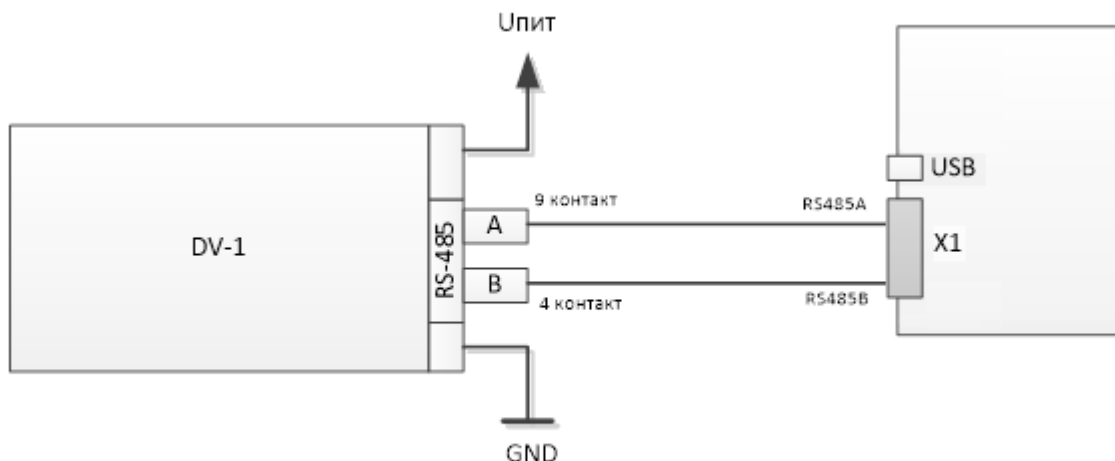 Uпит
USB
9 контакт
RS485A
DV-1
RS-485
A
X1
B
4 контакт
RS485B
GND